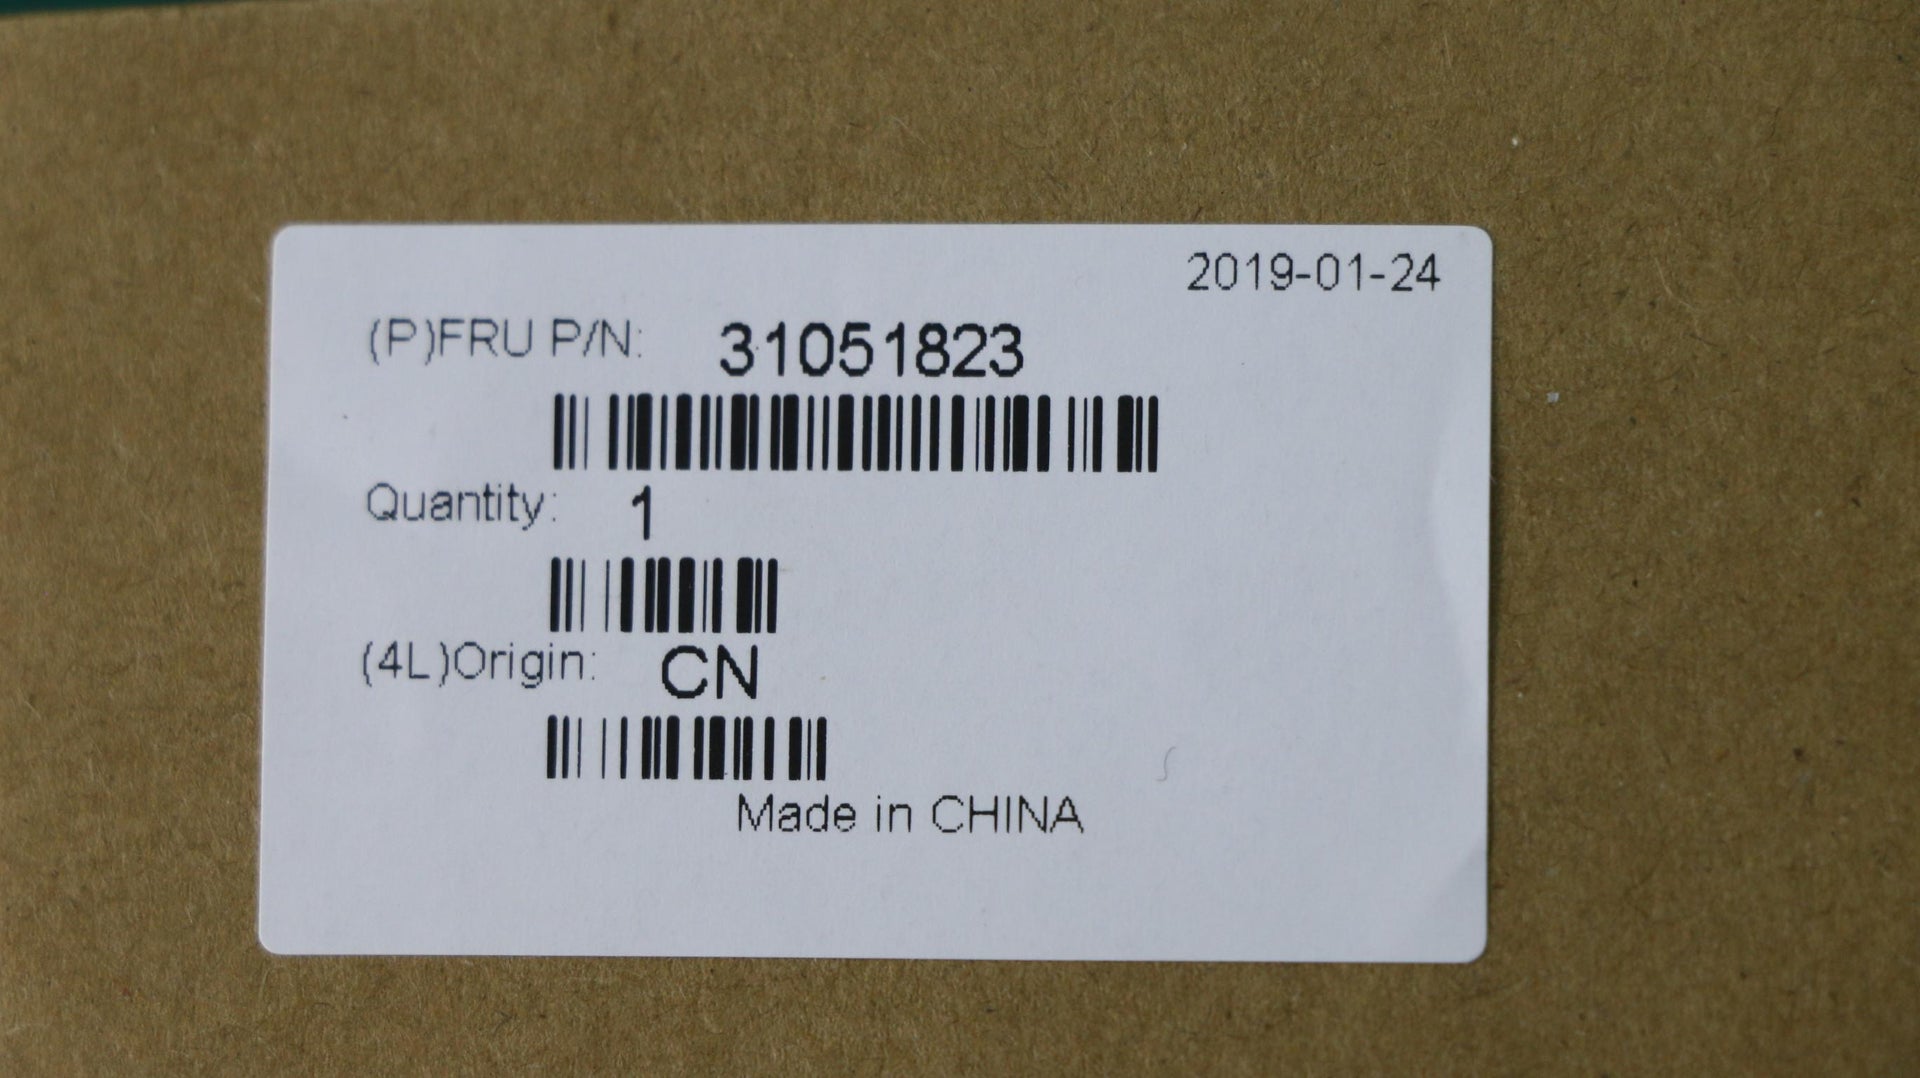 2019-01-24
(P)FRU P/N: 31051823
Quantity: 1
(4L)Origin: CN
Made in CHINA